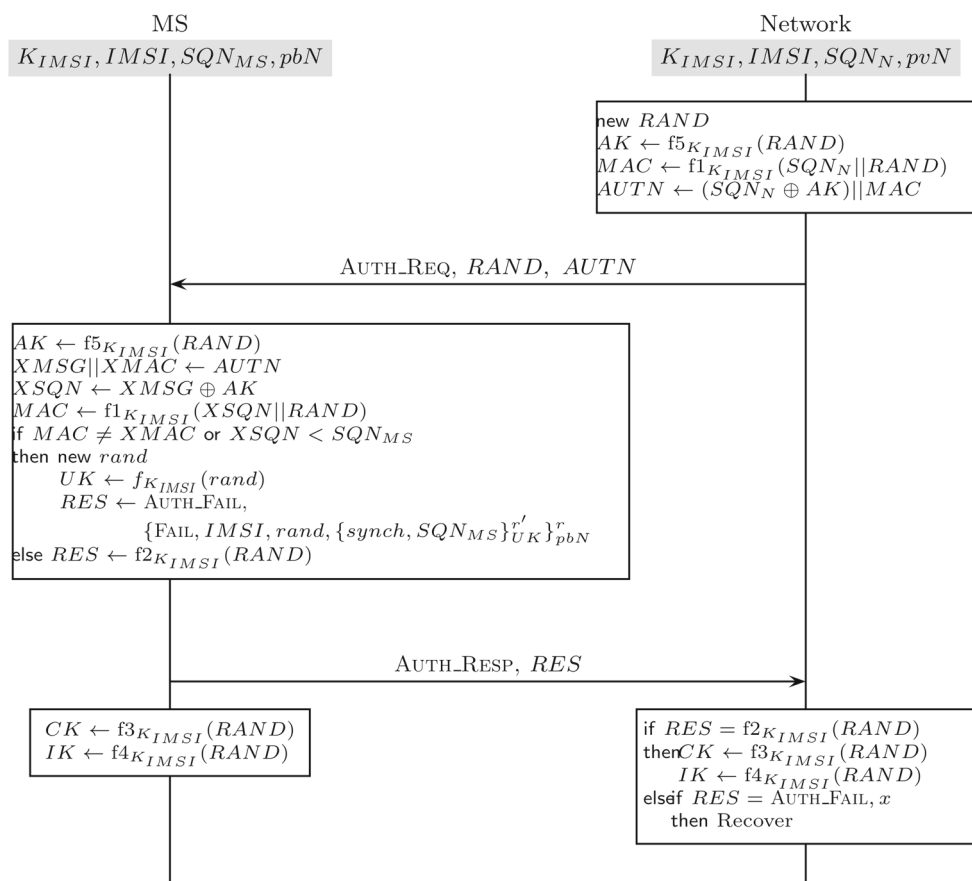 MS
Network
K_{IMSI}, IMSI, SQN_{MS}, pbN
K_{IMSI}, IMSI, SQN_N, pvN
new RAND
AK ← f5_{K_{IMSI}}(RAND)
MAC ← f1_{K_{IMSI}}(SQN_N||RAND)
AUTN ← (SQN_N ⊕ AK)||MAC
AUTH_REQ, RAND, AUTN
AK ← f5_{K_{IMSI}}(RAND)
XMSG||XMAC ← AUTN
XSQN ← XMSG ⊕ AK
MAC ← f1_{K_{IMSI}}(XSQN||RAND)
if MAC ≠ XMAC or XSQN < SQN_{MS}
then new rand
UK ← f_{K_{IMSI}}(rand)
RES ← AUTH_FAIL,
{FAIL, IMSI, rand, {synch, SQN_{MS}}^{r'}_{UK}}^{r}_{pbN}
else RES ← f2_{K_{IMSI}}(RAND)
AUTH_RESP, RES
CK ← f3_{K_{IMSI}}(RAND)
IK ← f4_{K_{IMSI}}(RAND)
if RES = f2_{K_{IMSI}}(RAND)
then CK ← f3_{K_{IMSI}}(RAND)
IK ← f4_{K_{IMSI}}(RAND)
else if RES = AUTH_FAIL, x
then Recover